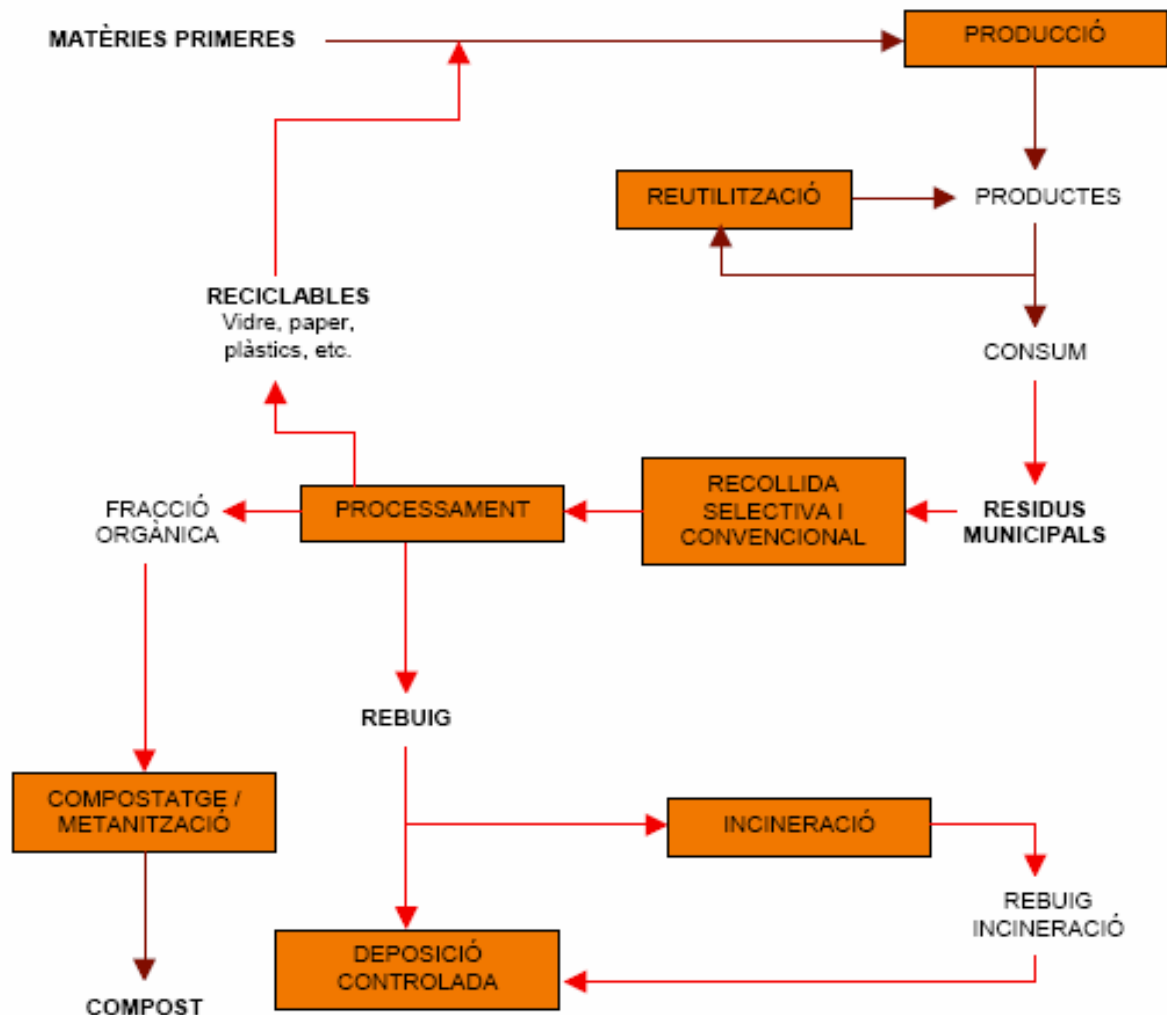 MATÈRIES PRIMERES
PRODUCCIÓ
REUTILITZACIÓ
PRODUCTES
RECICLABLES
Vidre, paper,
plàstics, etc.
CONSUM
FRACCIÓ
ORGÀNICA
PROCESSAMENT
RECOLLIDA
SELECTIVA I
CONVENCIONAL
RESIDUS
MUNICIPALS
REBUIG
COMPOSTATGE /
METANITZACIÓ
INCINERACIÓ
REBUIG
INCINERACIÓ
DEPOSICIÓ
CONTROLADA
COMPOST